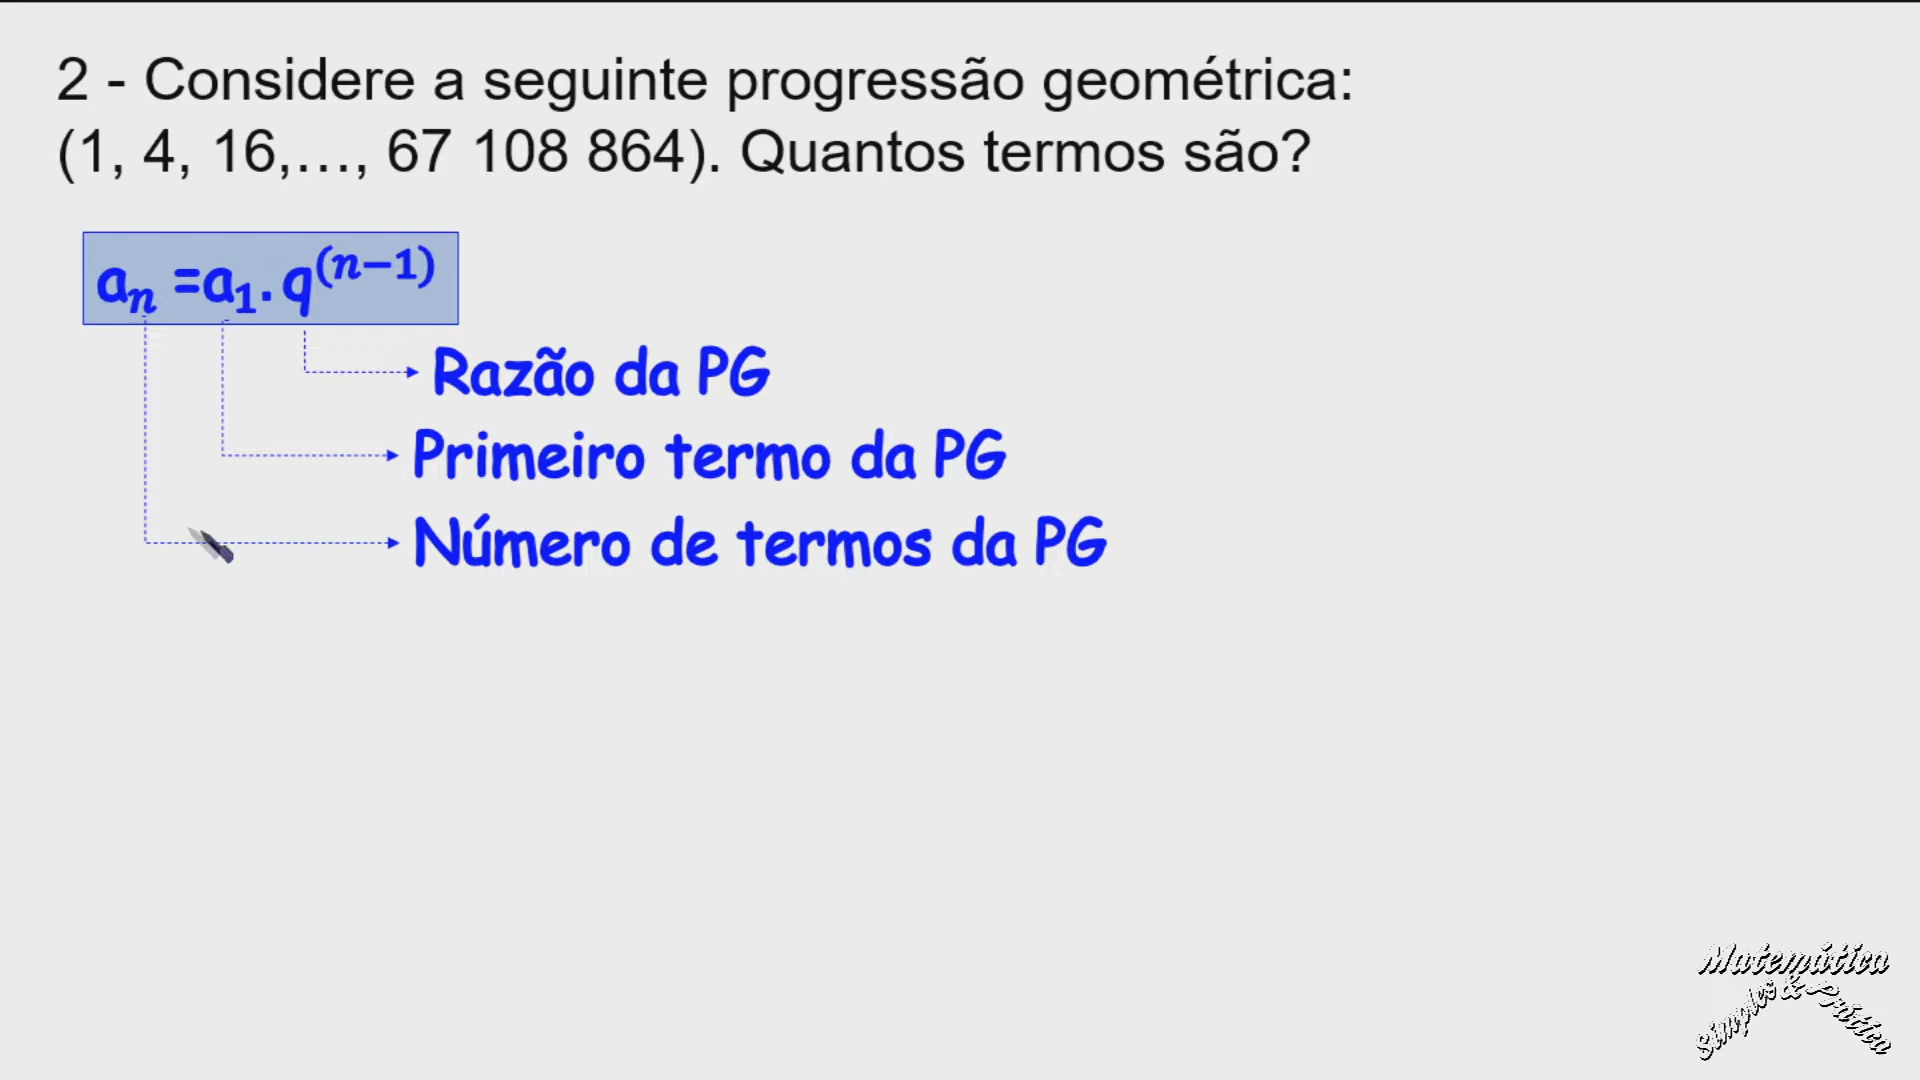 2 - Considere a seguinte progressão geométrica:
(1, 4, 16,..., 67 108 864). Quantos termos são?
aₙ =a₁. q⁽ⁿ⁻¹⁾
Razão da PG
Primeiro termo da PG
Número de termos da PG
Matemática
Simples & Prática